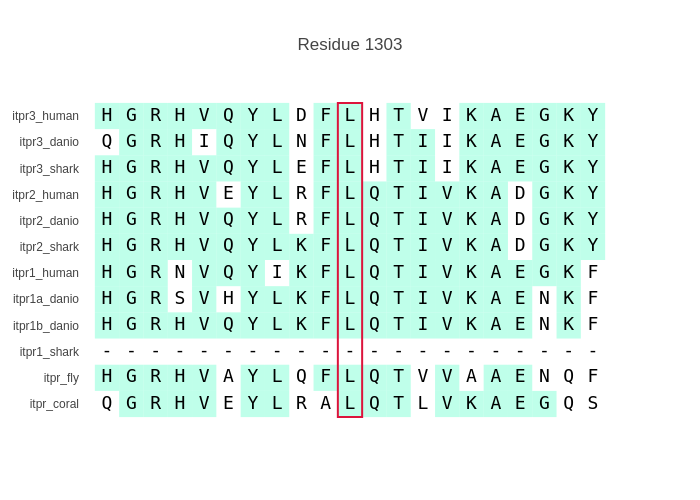 Residue 1303
itpr3_human H G R H V Q Y L D F L H T V I K A E G K Y
itpr3_danio Q G R H I Q Y L N F L H T I I K A E G K Y
itpr3_shark H G R H V Q Y L E F L H T I I K A E G K Y
itpr2_human H G R H V E Y L R F L Q T I V K A D G K Y
itpr2_danio H G R H V Q Y L R F L Q T I V K A D G K Y
itpr2_shark H G R H V Q Y L K F L Q T I V K A D G K Y
itpr1_human H G R N V Q Y I K F L Q T I V K A E G K F
itpr1a_danio H G R S V H Y L K F L Q T I V K A E N K F
itpr1b_danio H G R H V Q Y L K F L Q T I V K A E N K F
itpr1_shark - - - - - - - - - - - - - - - - - - - - -
itpr_fly H G R H V A Y L Q F L Q T V V A A E N Q F
itpr_coral Q G R H V E Y L R A L Q T L V K A E G Q S